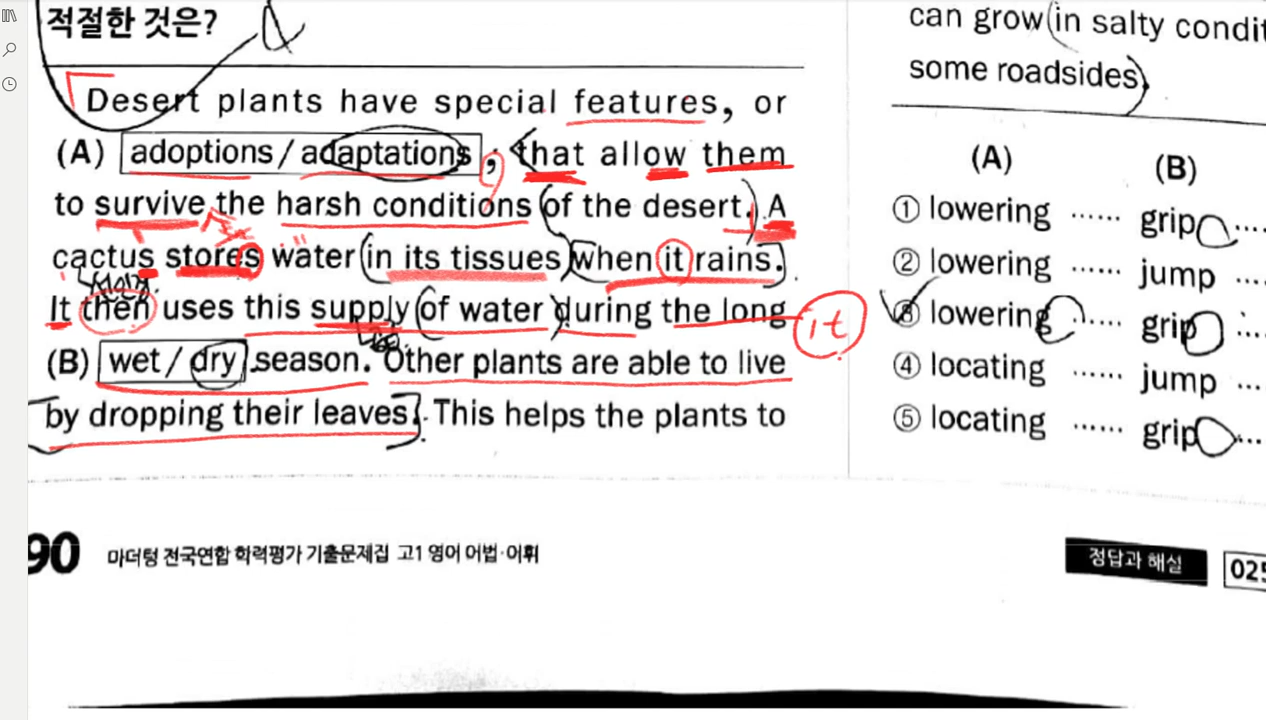 적절한 것은?
Desert plants have special features, or
(A) adoptions / adaptations, that allow them
to survive the harsh conditions of the desert. A
cactus stores water in its tissues when it rains.
It then uses this supply of water during the long
it
(B) wet / dry season. Other plants are able to live
by dropping their leaves. This helps the plants to
90 마더텅 전국연합 학력평가 기출문제집 고1 영어 어법·어휘
can grow in salty condit
some roadsides.
(A) (B)
① lowering …… grip …
② lowering …… jump
③ lowering …… grip …
④ locating …… jump …
⑤ locating …… grip …
정답과 해설 025